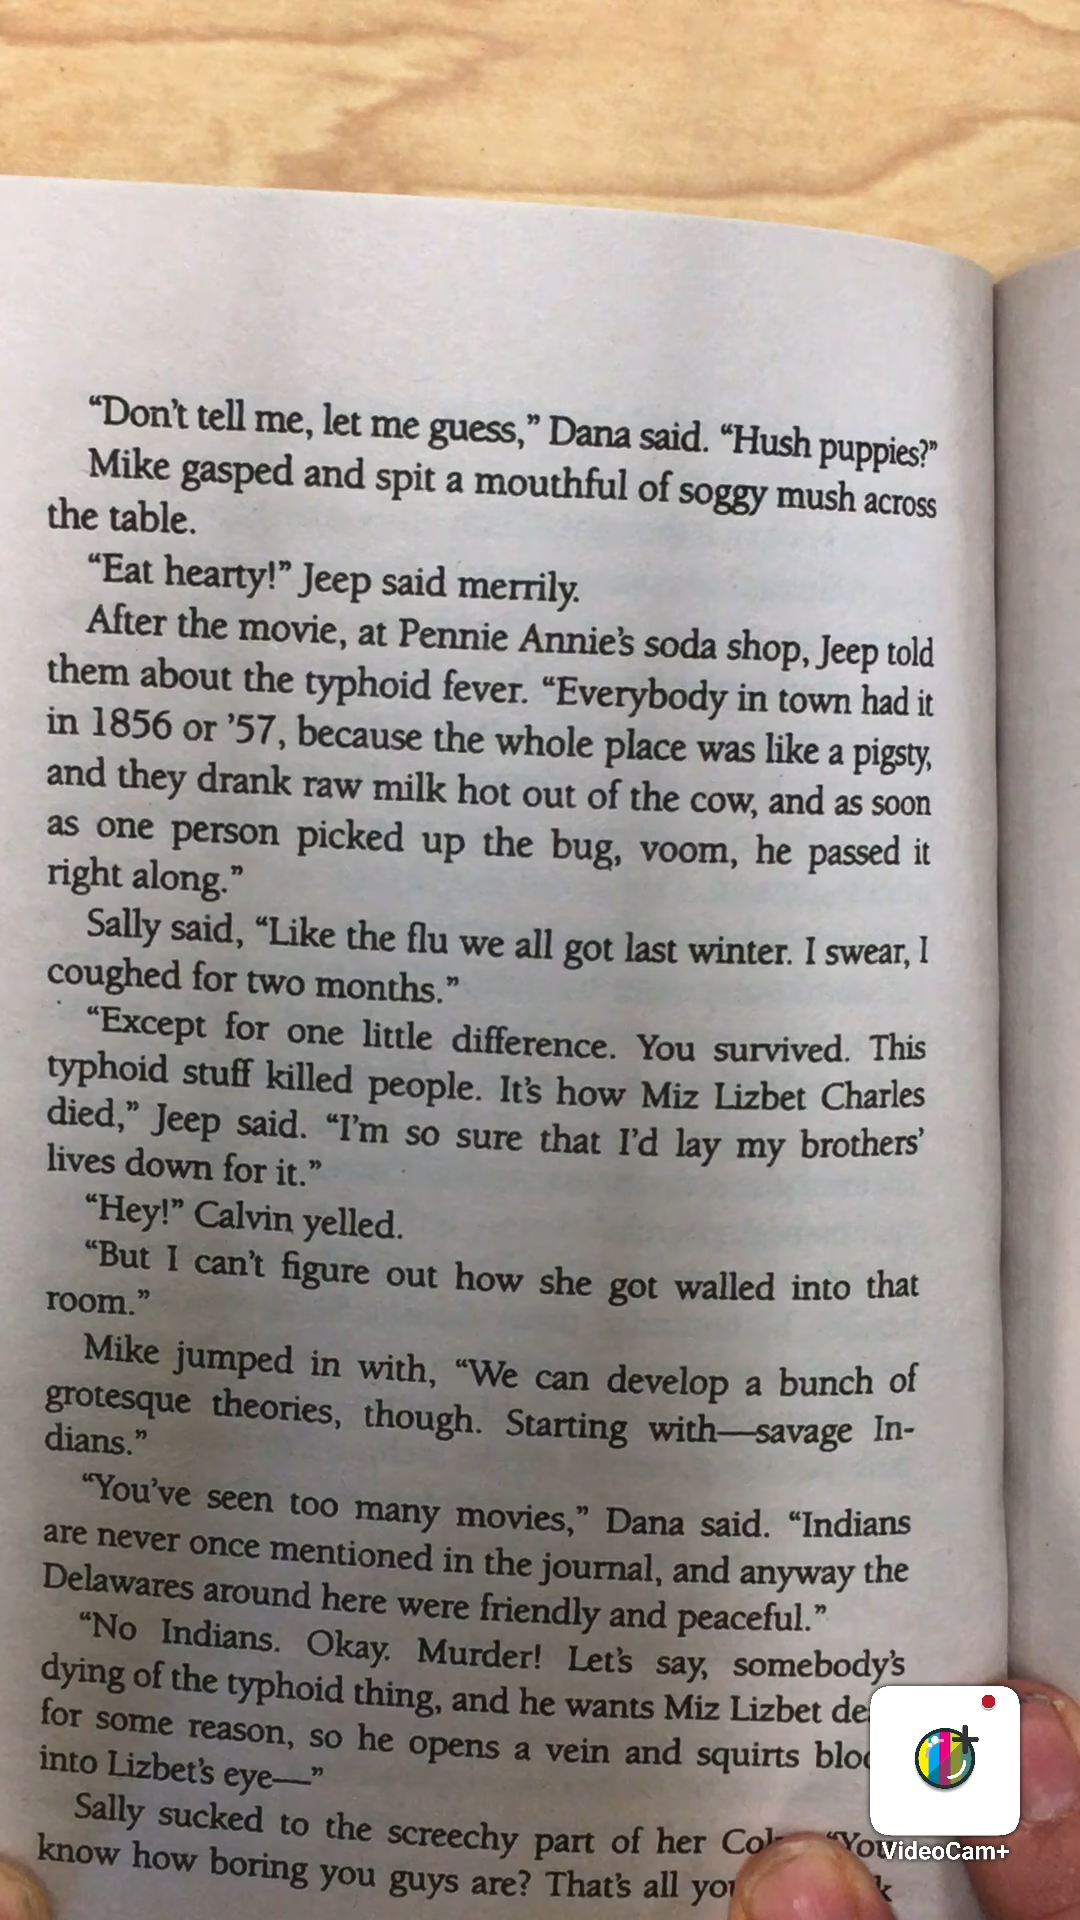 “Don’t tell me, let me guess,” Dana said. “Hush puppies?”
Mike gasped and spit a mouthful of soggy mush across
the table.
“Eat hearty!” Jeep said merrily.
After the movie, at Pennie Annie’s soda shop, Jeep told
them about the typhoid fever. “Everybody in town had it
in 1856 or ’57, because the whole place was like a pigsty,
and they drank raw milk hot out of the cow, and as soon
as one person picked up the bug, voom, he passed it
right along.”
Sally said, “Like the flu we all got last winter. I swear, I
coughed for two months.”
“Except for one little difference. You survived. This
typhoid stuff killed people. It’s how Miz Lizbet Charles
died,” Jeep said. “I’m so sure that I’d lay my brothers’
lives down for it.”
“Hey!” Calvin yelled.
“But I can’t figure out how she got walled into that
room.”
Mike jumped in with, “We can develop a bunch of
grotesque theories, though. Starting with—savage In-
dians.”
“You’ve seen too many movies,” Dana said. “Indians
are never once mentioned in the journal, and anyway the
Delawares around here were friendly and peaceful.”
“No Indians. Okay. Murder! Let’s say, somebody’s
dying of the typhoid thing, and he wants Miz Lizbet
for some reason, so he opens a vein and squirts
into Lizbet’s eye—”
Sally sucked to the screechy part of her “You
know how boring you guys are? That’s all
VideoCam+